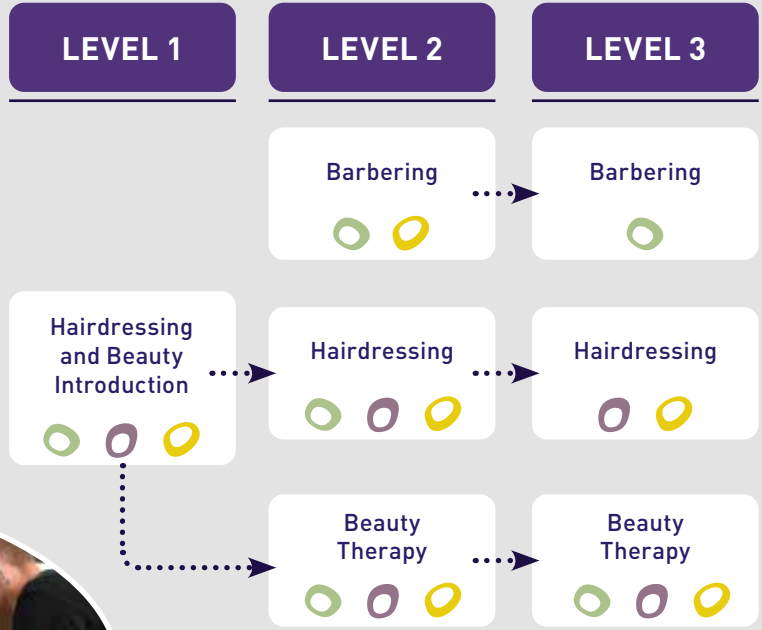 LEVEL 1
LEVEL 2
LEVEL 3
Barbering
Barbering
Hairdressing
and Beauty
Introduction
Hairdressing
Hairdressing
Beauty
Therapy
Beauty
Therapy